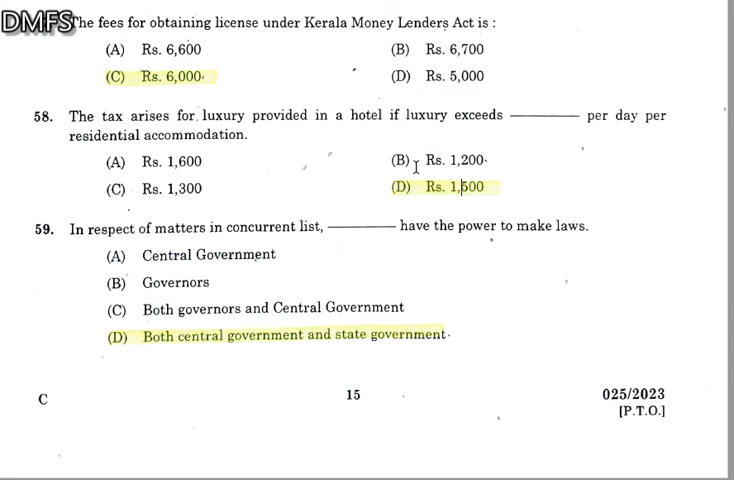 DMFS
The fees for obtaining license under Kerala Money Lenders Act is :
(A) Rs. 6,600 (B) Rs. 6,700
(C) Rs. 6,000 (D) Rs. 5,000
58. The tax arises for luxury provided in a hotel if luxury exceeds ———— per day per
residential accommodation.
(A) Rs. 1,600 (B) Rs. 1,200
(C) Rs. 1,300 (D) Rs. 1,500
59. In respect of matters in concurrent list, ———— have the power to make laws.
(A) Central Government
(B) Governors
(C) Both governors and Central Government
(D) Both central government and state government
C 15 025/2023
[P.T.O.]